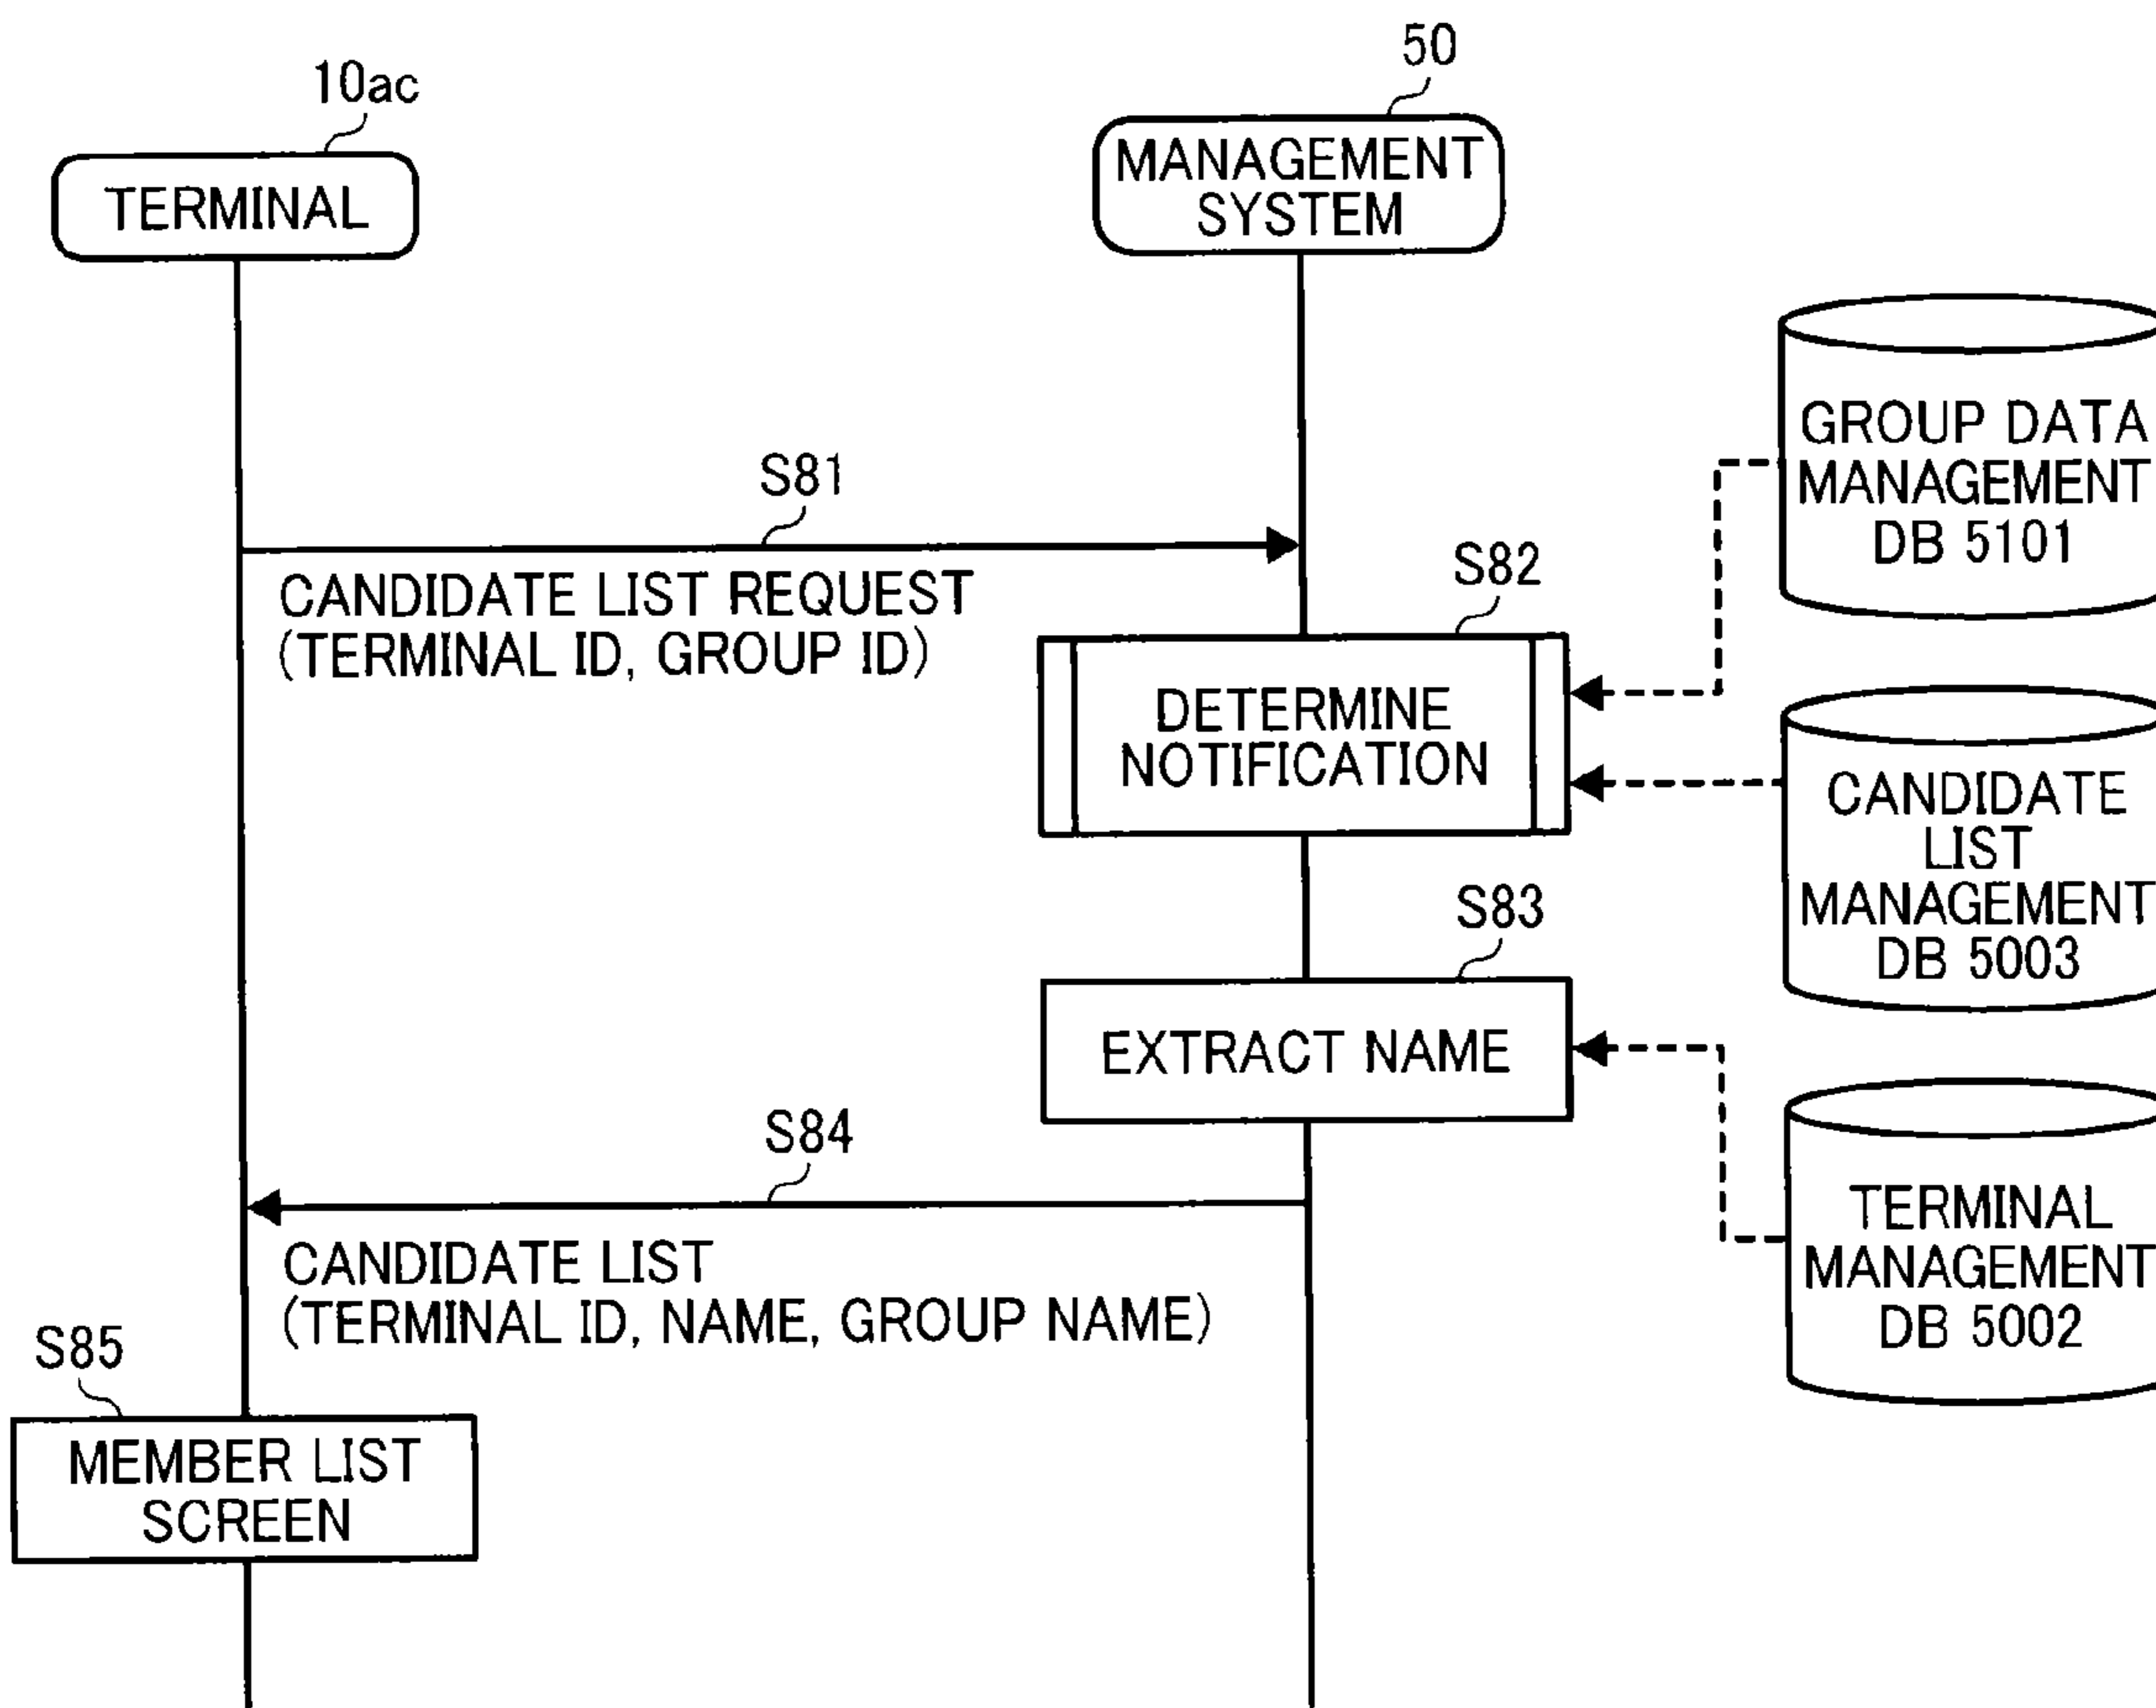 10ac
TERMINAL
50
MANAGEMENT
SYSTEM
GROUP DATA
MANAGEMENT
DB 5101
S81
CANDIDATE LIST REQUEST
(TERMINAL ID, GROUP ID)
S82
DETERMINE
NOTIFICATION
CANDIDATE
LIST
MANAGEMENT
DB 5003
S83
EXTRACT NAME
TERMINAL
MANAGEMENT
DB 5002
S84
CANDIDATE LIST
(TERMINAL ID, NAME, GROUP NAME)
S85
MEMBER LIST
SCREEN